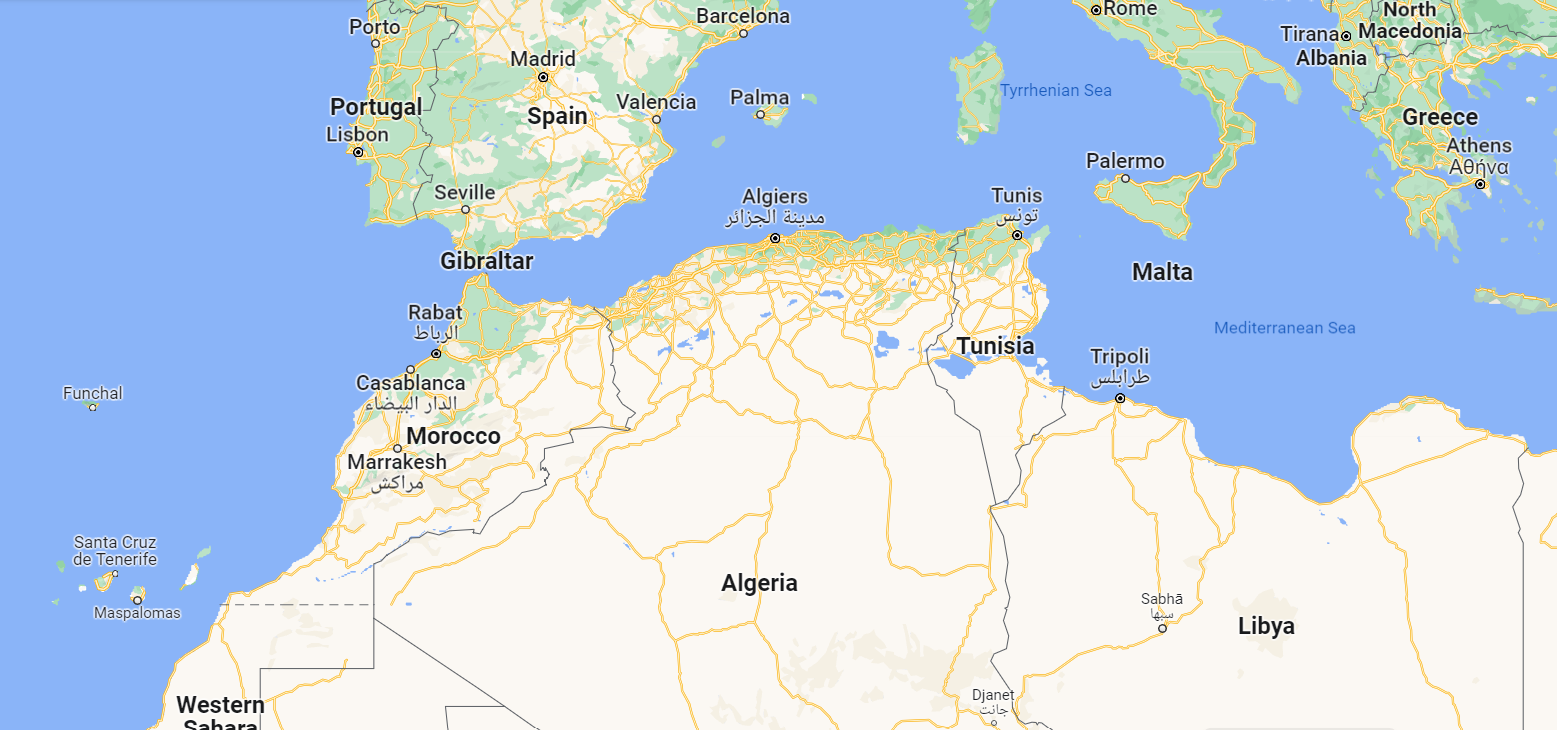 Porto
Barcelona
Rome
North
Macedonia
Tirana
Albania
Madrid
Tyrrhenian Sea
Portugal
Spain
Valencia
Palma
Greece
Lisbon
Athens
Αθήνα
Palermo
Seville
Algiers
مدينة الجزائر
Tunis
تونس
Gibraltar
Malta
Rabat
الرباط
Mediterranean Sea
Tunisia
Tripoli
طرابلس
Casablanca
الدار البيضاء
Funchal
Morocco
Marrakesh
مراكش
Santa Cruz
de Tenerife
Maspalomas
Algeria
Sabhā
سبها
Libya
Djanet
جانت
Western
Sahara